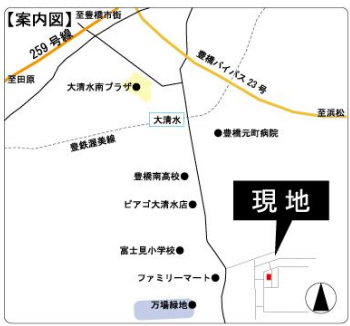 【案内図】
至豊橋市街
259号線
至田原
豊橋バイパス23号
至浜松
大清水南プラザ
大清水
豊橋元町病院
豊鉄渥美線
豊橋南高校
ピアゴ大清水店
現地
富士見小学校
ファミリーマート
万場緑地